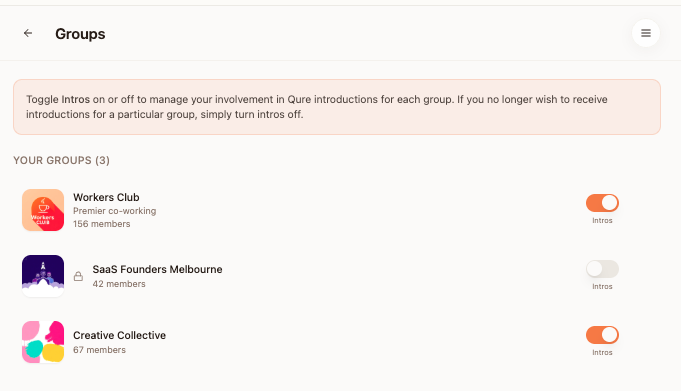 Groups
Toggle Intros on or off to manage your involvement in Qure introductions for each group. If you no longer wish to receive
introductions for a particular group, simply turn intros off.
YOUR GROUPS (3)
Workers
CLUB
Workers Club
Premier co-working
156 members
Intros
SaaS Founders Melbourne
42 members
Intros
Creative Collective
67 members
Intros